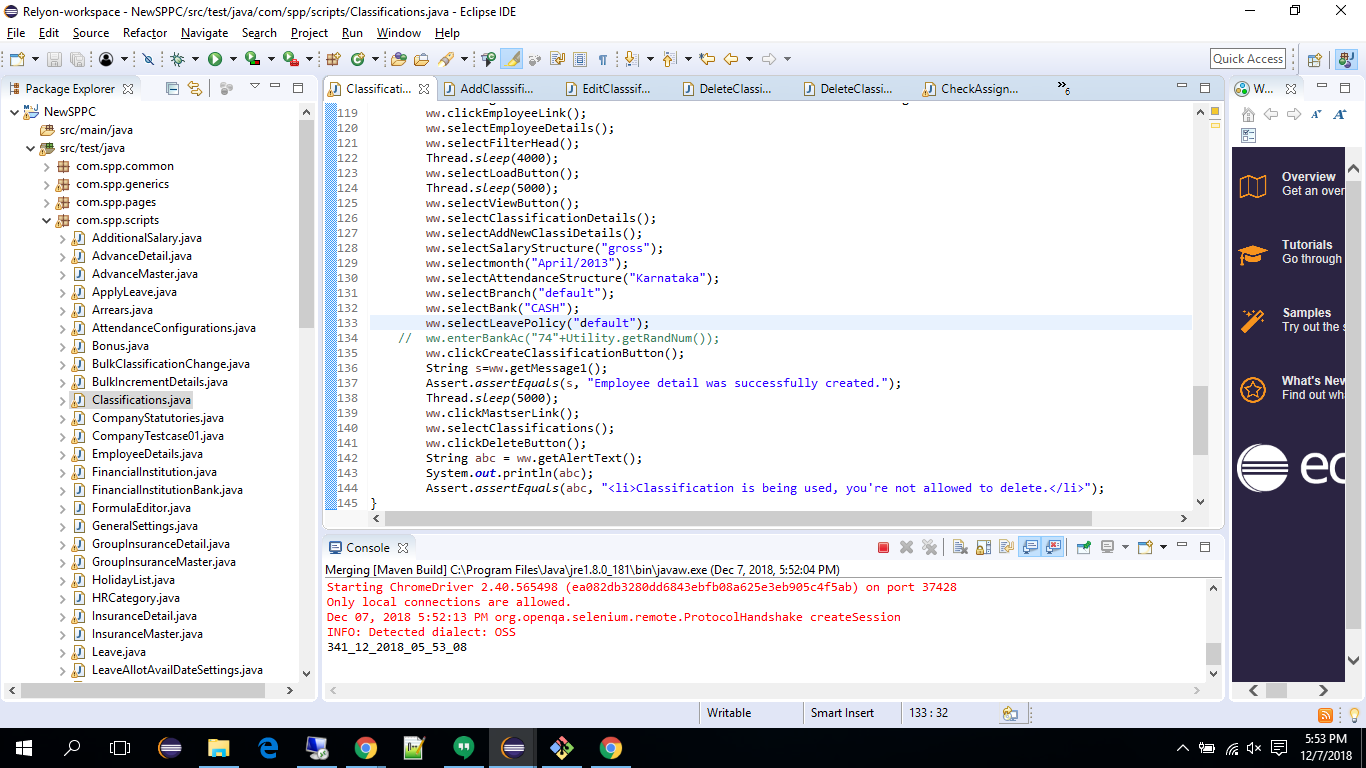 Relyon-workspace - NewSPPC/src/test/java/com/spp/scripts/Classifications.java - Eclipse IDE
File Edit Source Refactor Navigate Search Project Run Window Help
Quick Access
Package Explorer
NewSPPC
src/main/java
src/test/java
com.spp.common
com.spp.generics
com.spp.pages
com.spp.scripts
AdditionalSalary.java
AdvanceDetail.java
AdvanceMaster.java
ApplyLeave.java
Arrears.java
AttendanceConfigurations.java
Bonus.java
BulkClassificationChange.java
BulkIncrementDetails.java
Classifications.java
CompanyStatutories.java
CompanyTestcase01.java
EmployeeDetails.java
FinancialInstitution.java
FinancialInstitutionBank.java
FormulaEditor.java
GeneralSettings.java
GroupInsuranceDetail.java
GroupInsuranceMaster.java
HolidayList.java
HRCategory.java
InsuranceDetail.java
InsuranceMaster.java
Leave.java
LeaveAllotAvailDateSettings.java
Classificati... AddClasssifi... EditClasssif... DeleteClassi... DeleteClassi... CheckAssign... 6
119 ww.clickEmployeeLink();
120 ww.selectEmployeeDetails();
121 ww.selectFilterHead();
122 Thread.sleep(4000);
123 ww.selectLoadButton();
124 Thread.sleep(5000);
125 ww.selectViewButton();
126 ww.selectClassificationDetails();
127 ww.selectAddNewClassiDetails();
128 ww.selectSalaryStructure("gross");
129 ww.selectmonth("April/2013");
130 ww.selectAttendanceStructure("Karnataka");
131 ww.selectBranch("default");
132 ww.selectBank("CASH");
133 ww.selectLeavePolicy("default");
134 // ww.enterBankAc("74"+Utility.getRandNum());
135 ww.clickCreateClassificationButton();
136 String s=ww.getMessage1();
137 Assert.assertEquals(s, "Employee detail was successfully created.");
138 Thread.sleep(5000);
139 ww.clickMastserLink();
140 ww.selectClassifications();
141 ww.clickDeleteButton();
142 String abc = ww.getAlertText();
143 System.out.println(abc);
144 Assert.assertEquals(abc, "<li>Classification is being used, you're not allowed to delete.</li>");
145 }
Console
Merging [Maven Build] C:\Program Files\Java\jre1.8.0_181\bin\javaw.exe (Dec 7, 2018, 5:52:04 PM)
Starting ChromeDriver 2.40.565498 (ea082db3280dd6843ebfb08a625e3eb905c4f5ab) on port 37428
Only local connections are allowed.
Dec 07, 2018 5:52:13 PM org.openqa.selenium.remote.ProtocolHandshake createSession
INFO: Detected dialect: OSS
341_12_2018_05_53_08
W...
Overview
Get an over
Tutorials
Go through
Samples
Try out the s
What's New
Find out wh
ec
Writable Smart Insert 133 : 32
5:53 PM
12/7/2018